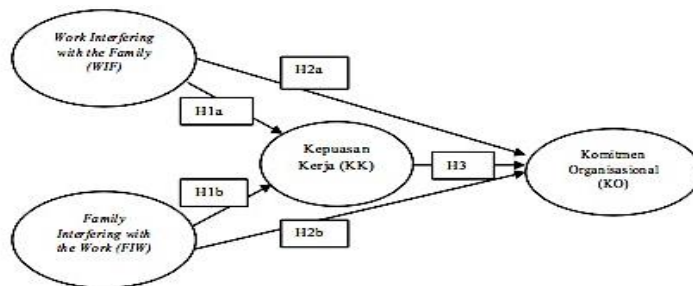 Work Interfering
with the Family
(WIF)
H2a
H1a
Kepuasan
Kerja (KK)
H3
Komitmen
Organisasional
(KO)
H1b
Family
Interfering with
the Work (FIW)
H2b